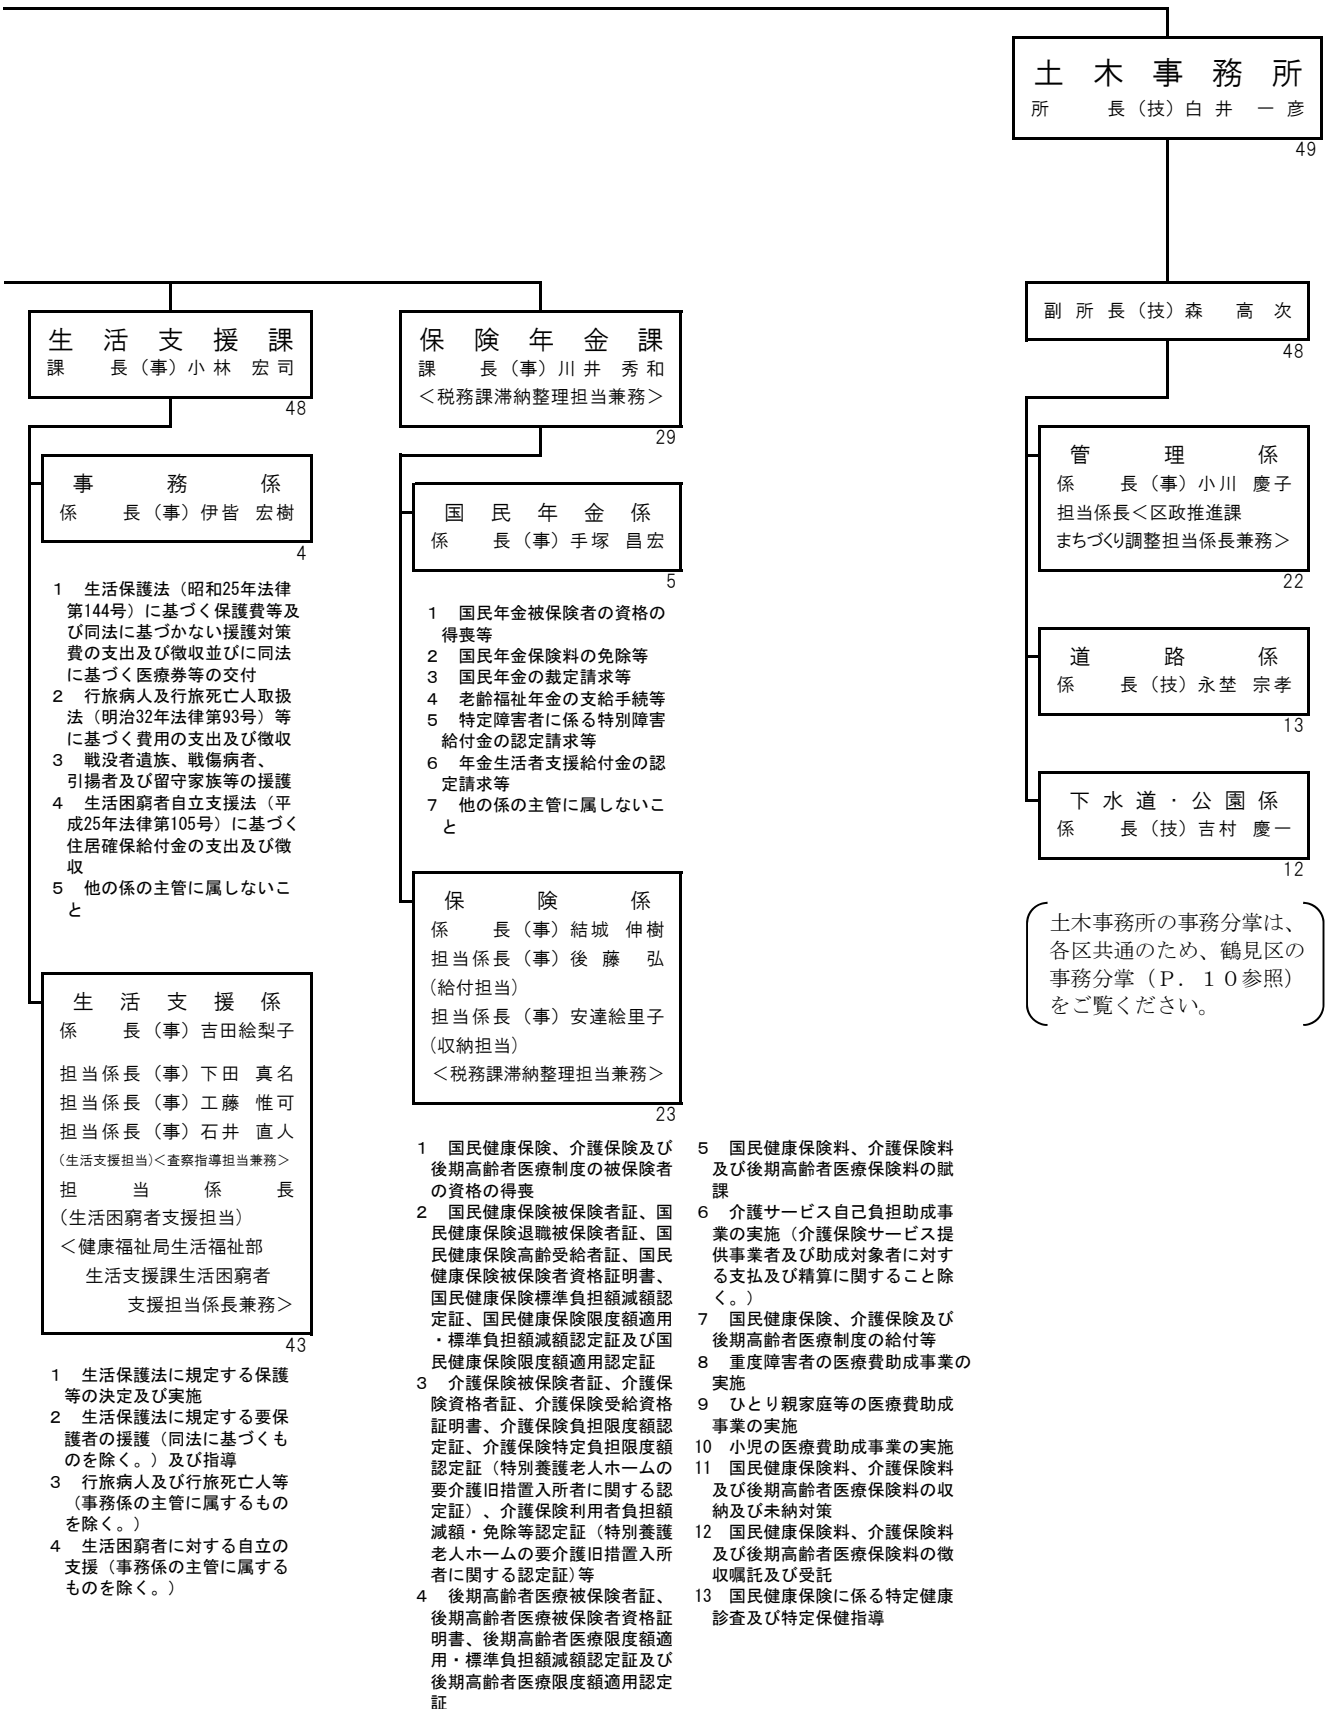 土木事務所
所　　長（技）白井　一彦
49
副所長（技）森　高次
48
管理係
係　　長（事）小川　慶子
担当係長＜区政推進課
まちづくり調整担当係長兼務＞
22
道路係
係　　長（技）永埜　宗孝
13
下水道・公園係
係　　長（技）吉村　慶一
12
土木事務所の事務分掌は、
各区共通のため、鶴見区の
事務分掌（Ｐ．１０参照）
をご覧ください。
生活支援課
課　　長（事）小林　宏司
48
事務係
係　　長（事）伊皆　宏樹
4
1　生活保護法（昭和25年法律
第144号）に基づく保護費等及
び同法に基づかない援護対策
費の支出及び徴収並びに同法
に基づく医療券等の交付
2　行旅病人及行旅死亡人取扱
法（明治32年法律第93号）等
に基づく費用の支出及び徴収
3　戦没者遺族、戦傷病者、
引揚者及び留守家族等の援護
4　生活困窮者自立支援法（平
成25年法律第105号）に基づく
住居確保給付金の支出及び徴
収
5　他の係の主管に属しないこ
と
生活支援係
係　　長（事）吉田絵梨子
担当係長（事）下田　真名
担当係長（事）工藤　惟可
担当係長（事）石井　直人
(生活支援担当)＜査察指導担当兼務＞
担当係長
（生活困窮者支援担当）
＜健康福祉局生活福祉部
生活支援課生活困窮者
支援担当係長兼務＞
43
1　生活保護法に規定する保護
等の決定及び実施
2　生活保護法に規定する要保
護者の援護（同法に基づくも
のを除く。）及び指導
3　行旅病人及び行旅死亡人等
（事務係の主管に属するもの
を除く。）
4　生活困窮者に対する自立の
支援（事務係の主管に属する
ものを除く。）
保険年金課
課　　長（事）川井　秀和
＜税務課滞納整理担当兼務＞
29
国民年金係
係　　長（事）手塚　昌宏
5
1　国民年金被保険者の資格の
得喪等
2　国民年金保険料の免除等
3　国民年金の裁定請求等
4　老齢福祉年金の支給手続等
5　特定障害者に係る特別障害
給付金の認定請求等
6　年金生活者支援給付金の認
定請求等
7　他の係の主管に属しないこ
と
保険係
係　　長（事）結城　伸樹
担当係長（事）後藤　弘
(給付担当)
担当係長（事）安達絵里子
(収納担当)
＜税務課滞納整理担当兼務＞
23
1　国民健康保険、介護保険及び
後期高齢者医療制度の被保険者
の資格の得喪
2　国民健康保険被保険者証、国
民健康保険退職被保険者証、国
民健康保険高齢受給者証、国民
健康保険被保険者資格証明書、
国民健康保険標準負担額減額認
定証、国民健康保険限度額適用
・標準負担額減額認定証及び国
民健康保険限度額適用認定証
3　介護保険被保険者証、介護保
険資格者証、介護保険受給資格
証明書、介護保険負担限度額認
定証、介護保険特定負担限度額
認定証（特別養護老人ホームの
要介護旧措置入所者に関する認
定証）、介護保険利用者負担額
減額・免除等認定証（特別養護
老人ホームの要介護旧措置入所
者に関する認定証)等
4　後期高齢者医療被保険者証、
後期高齢者医療被保険者資格証
明書、後期高齢者医療限度額適
用・標準負担額減額認定証及び
後期高齢者医療限度額適用認定
証
5　国民健康保険料、介護保険料
及び後期高齢者医療保険料の賦
課
6　介護サービス自己負担助成事
業の実施（介護保険サービス提
供事業者及び助成対象者に対す
る支払及び精算に関すること除
く。）
7　国民健康保険、介護保険及び
後期高齢者医療制度の給付等
8　重度障害者の医療費助成事業の
実施
9　ひとり親家庭等の医療費助成
事業の実施
10　小児の医療費助成事業の実施
11　国民健康保険料、介護保険料
及び後期高齢者医療保険料の収
納及び未納対策
12　国民健康保険料、介護保険料
及び後期高齢者医療保険料の徴
収嘱託及び受託
13　国民健康保険に係る特定健康
診査及び特定保健指導